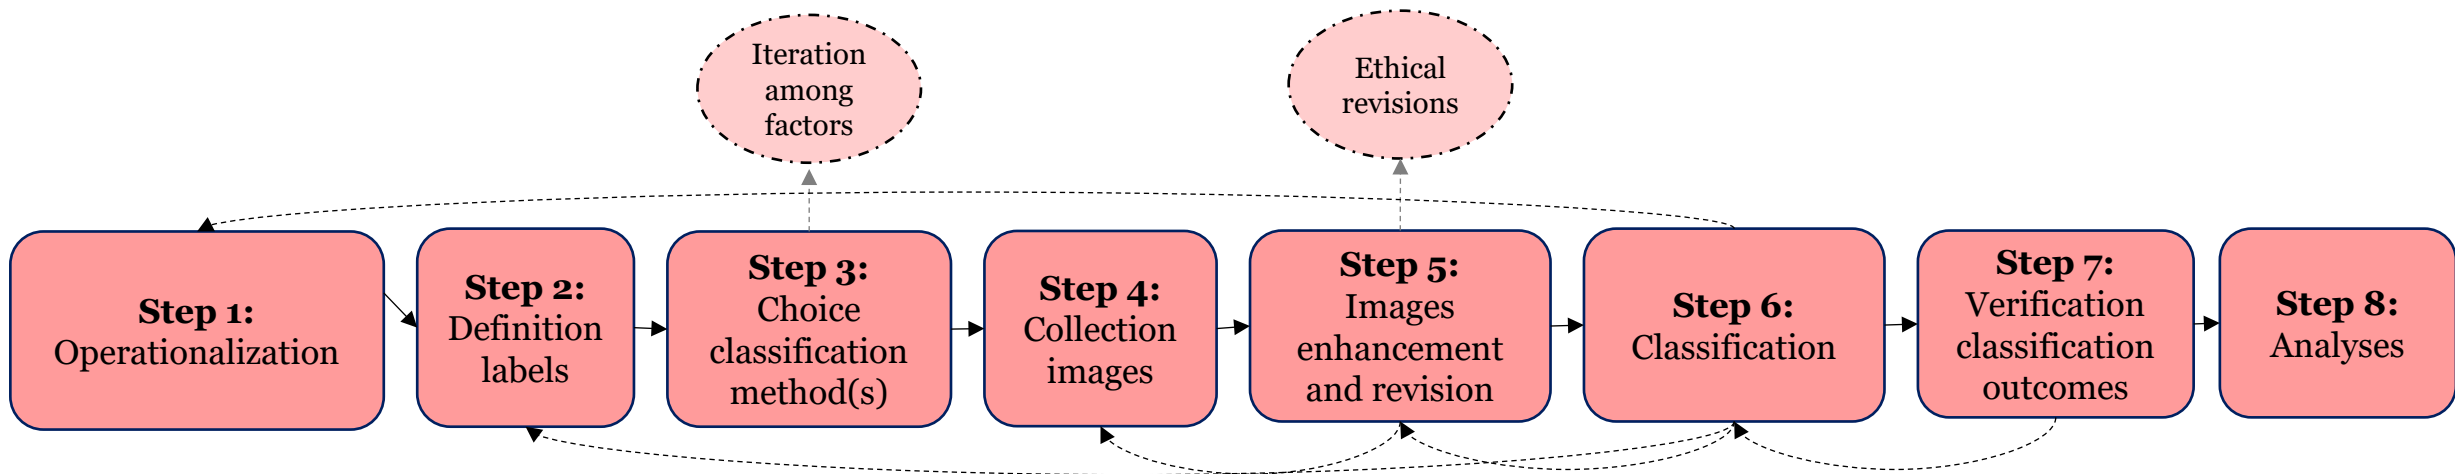 Iteration
among
factors
Ethical
revisions
Step 1:
Operationalization
Step 2:
Definition
labels
Step 3:
Choice
classification
method(s)
Step 4:
Collection
images
Step 5:
Images
enhancement
and revision
Step 6:
Classification
Step 7:
Verification
classification
outcomes
Step 8:
Analyses